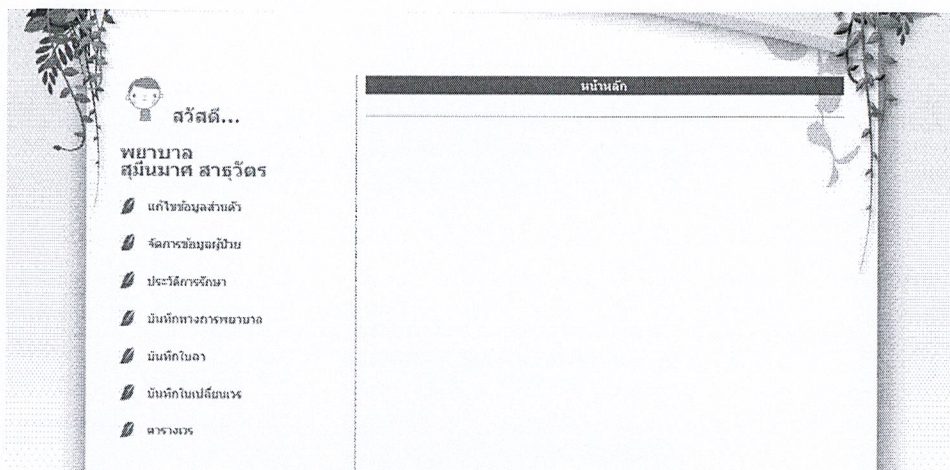 สวัสดี...
พยาบาล
สุมีนมาศ สาธุวัตร
แก้ไขข้อมูลส่วนตัว
จัดการข้อมูลผู้ป่วย
ประวัติการรักษา
บันทึกทางการพยาบาล
บันทึกใบลา
บันทึกใบเปลี่ยนเวร
ตารางเวร
หน้าหลัก